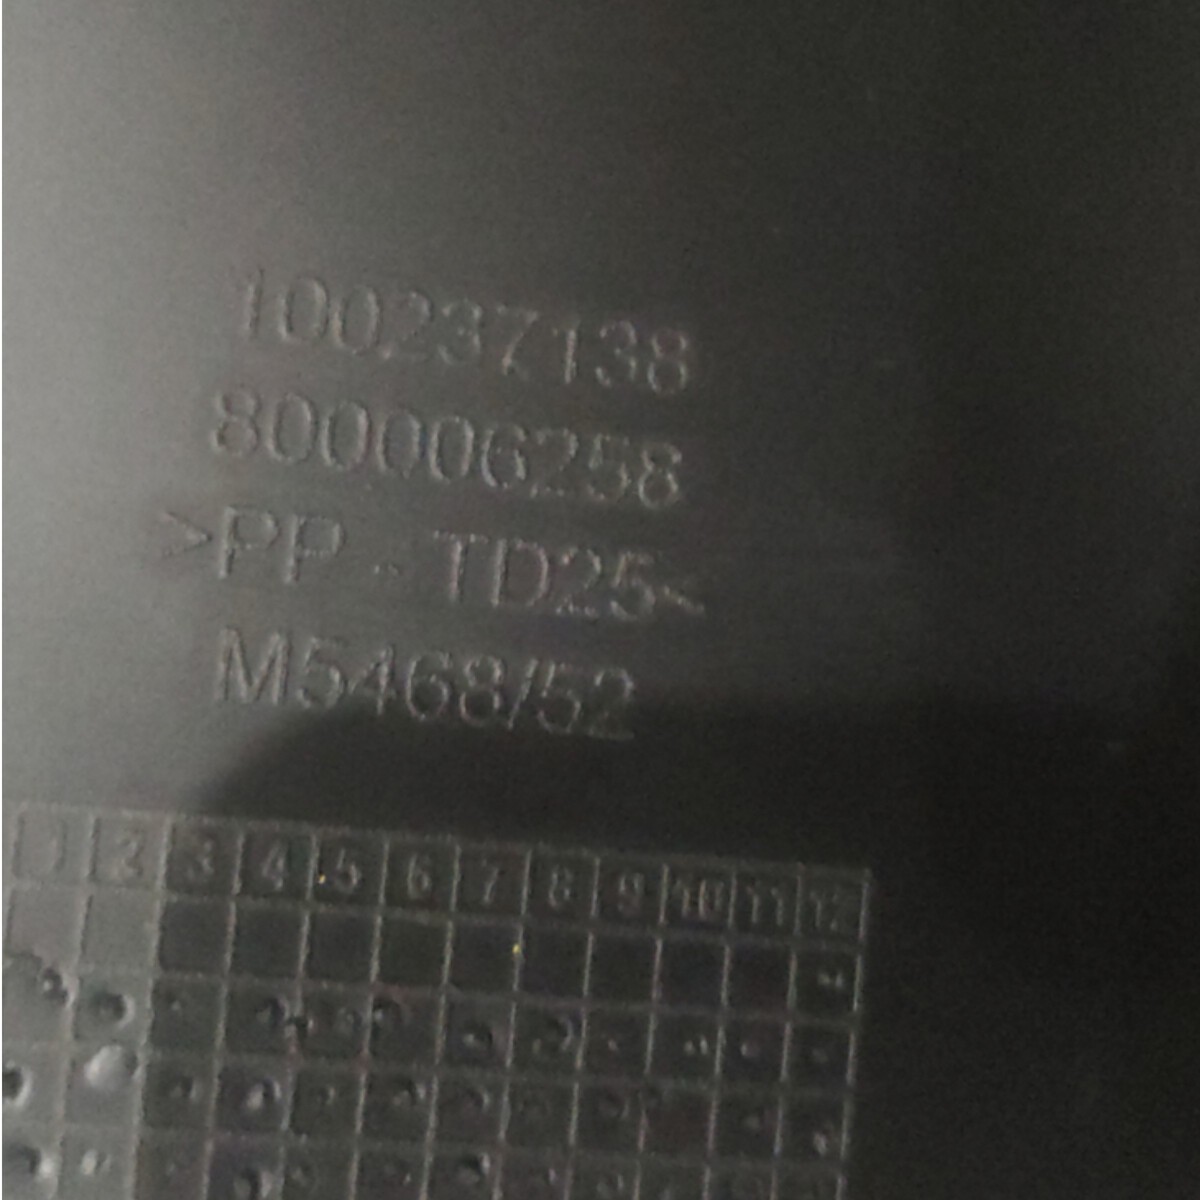 100237138
800006258
>PP - TD25<
M5468/52
1 2 3 4 5 6 7 8 9 10 11 12